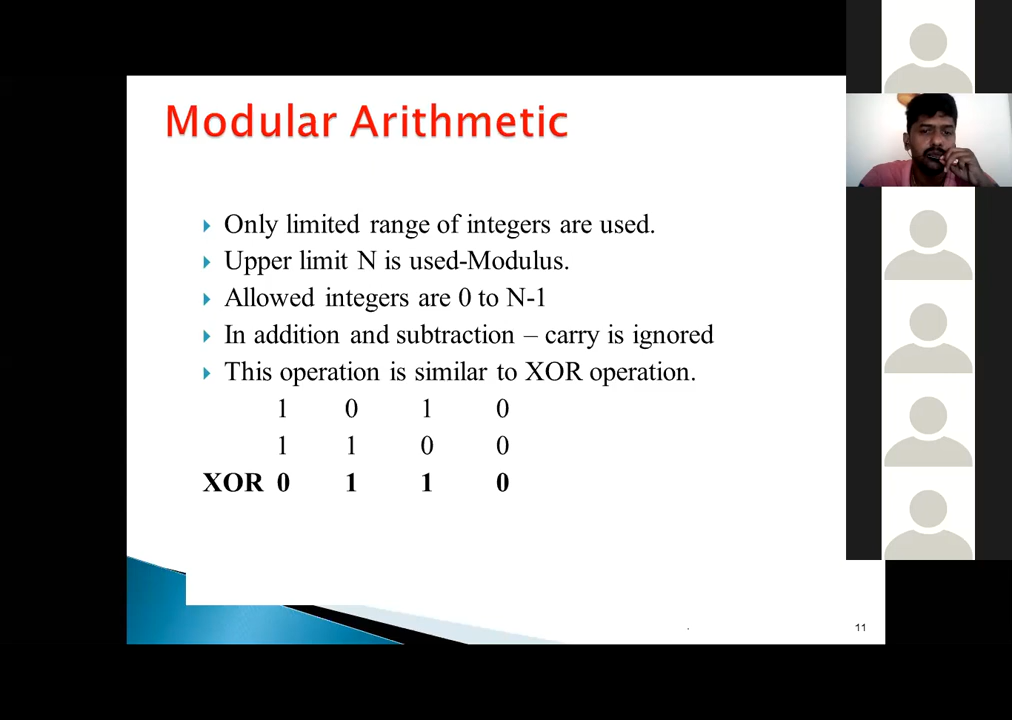 Modular Arithmetic
Only limited range of integers are used.
Upper limit N is used-Modulus.
Allowed integers are 0 to N-1
In addition and subtraction – carry is ignored
This operation is similar to XOR operation.
1 0 1 0
1 1 0 0
XOR 0 1 1 0
11